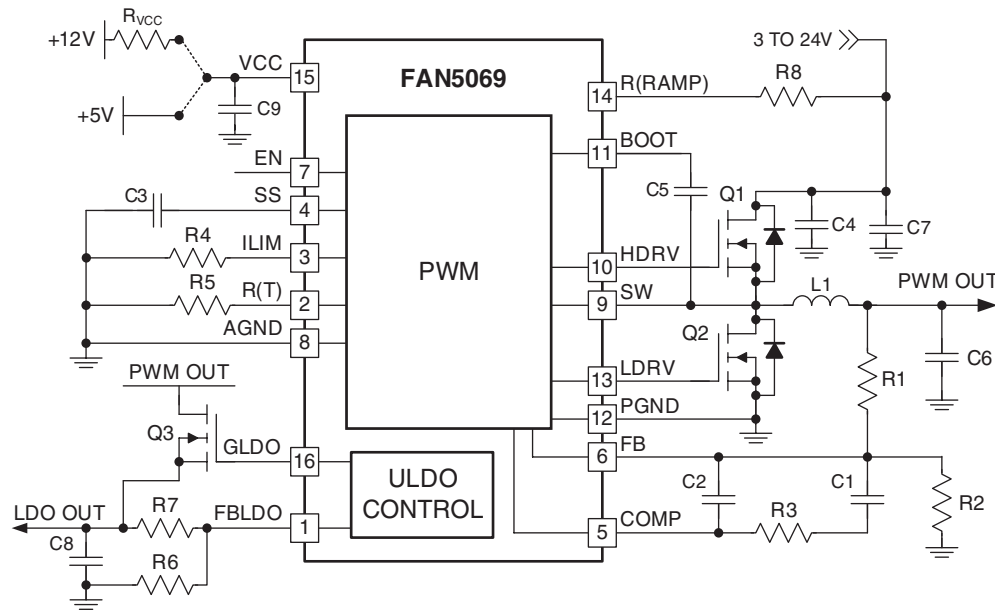 RVCC
+12V
+5V
VCC
15
C9
FAN5069
3 TO 24V
14
R(RAMP)
R8
11
BOOT
C5
Q1
C4
C7
EN
7
C3
SS
4
R4
ILIM
3
R5
R(T)
2
AGND
8
PWM
10
HDRV
9
SW
L1
PWM OUT
Q2
13
LDRV
12
PGND
R1
C6
6
FB
C2
C1
R2
5
COMP
R3
PWM OUT
Q3
GLDO
16
ULDO
CONTROL
LDO OUT
R7
FBLDO
1
C8
R6